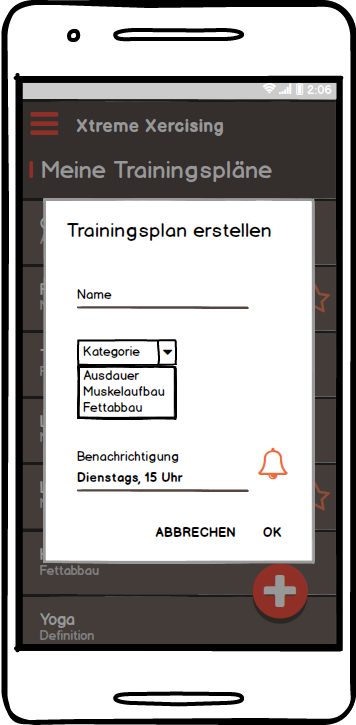 2:06
Xtreme Xercising
Meine Trainingspläne
Trainingsplan erstellen
Name
Kategorie
Ausdauer
Muskelaufbau
Fettabbau
Benachrichtigung
Dienstags, 15 Uhr
ABBRECHEN OK
Fettabbau
Yoga
Definition